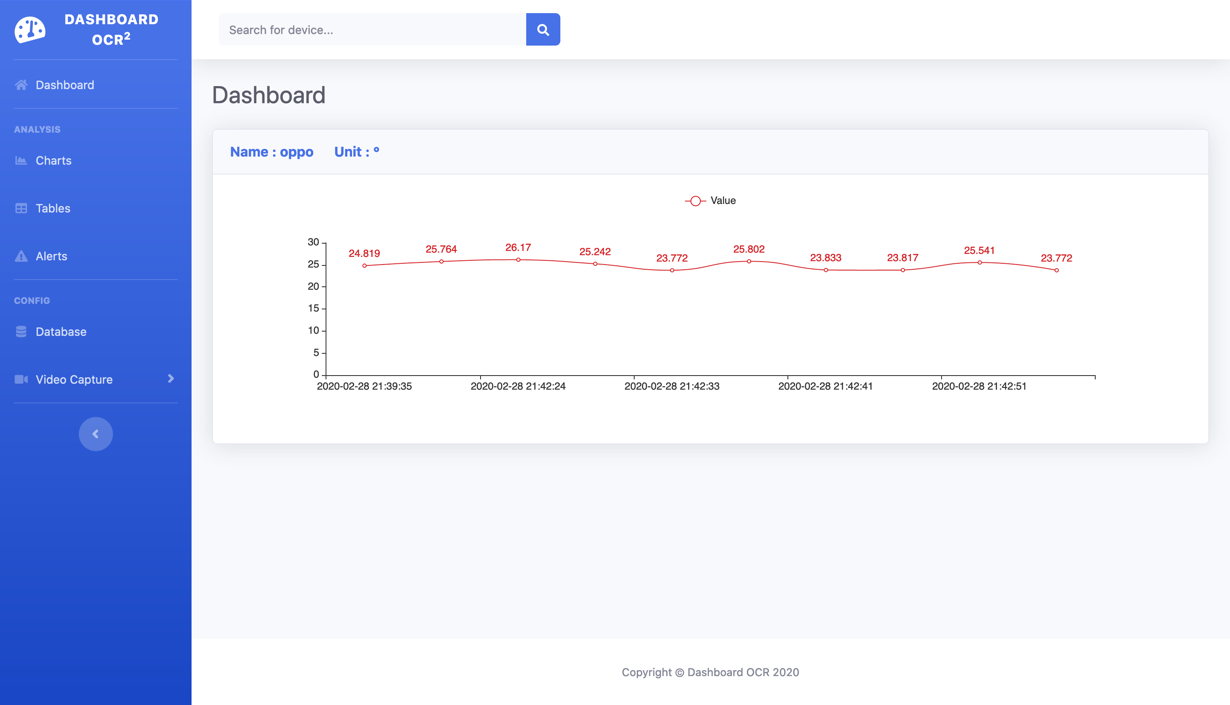 DASHBOARD
OCR²
Dashboard
ANALYSIS
Charts
Tables
Alerts
CONFIG
Database
Video Capture
Search for device...
Dashboard
Name : oppo Unit : °
Value
30
25
20
15
10
5
0
24.819 25.764 26.17 25.242 23.772 25.802 23.833 23.817 25.541 23.772
2020-02-28 21:39:35 2020-02-28 21:42:24 2020-02-28 21:42:33 2020-02-28 21:42:41 2020-02-28 21:42:51
Copyright © Dashboard OCR 2020